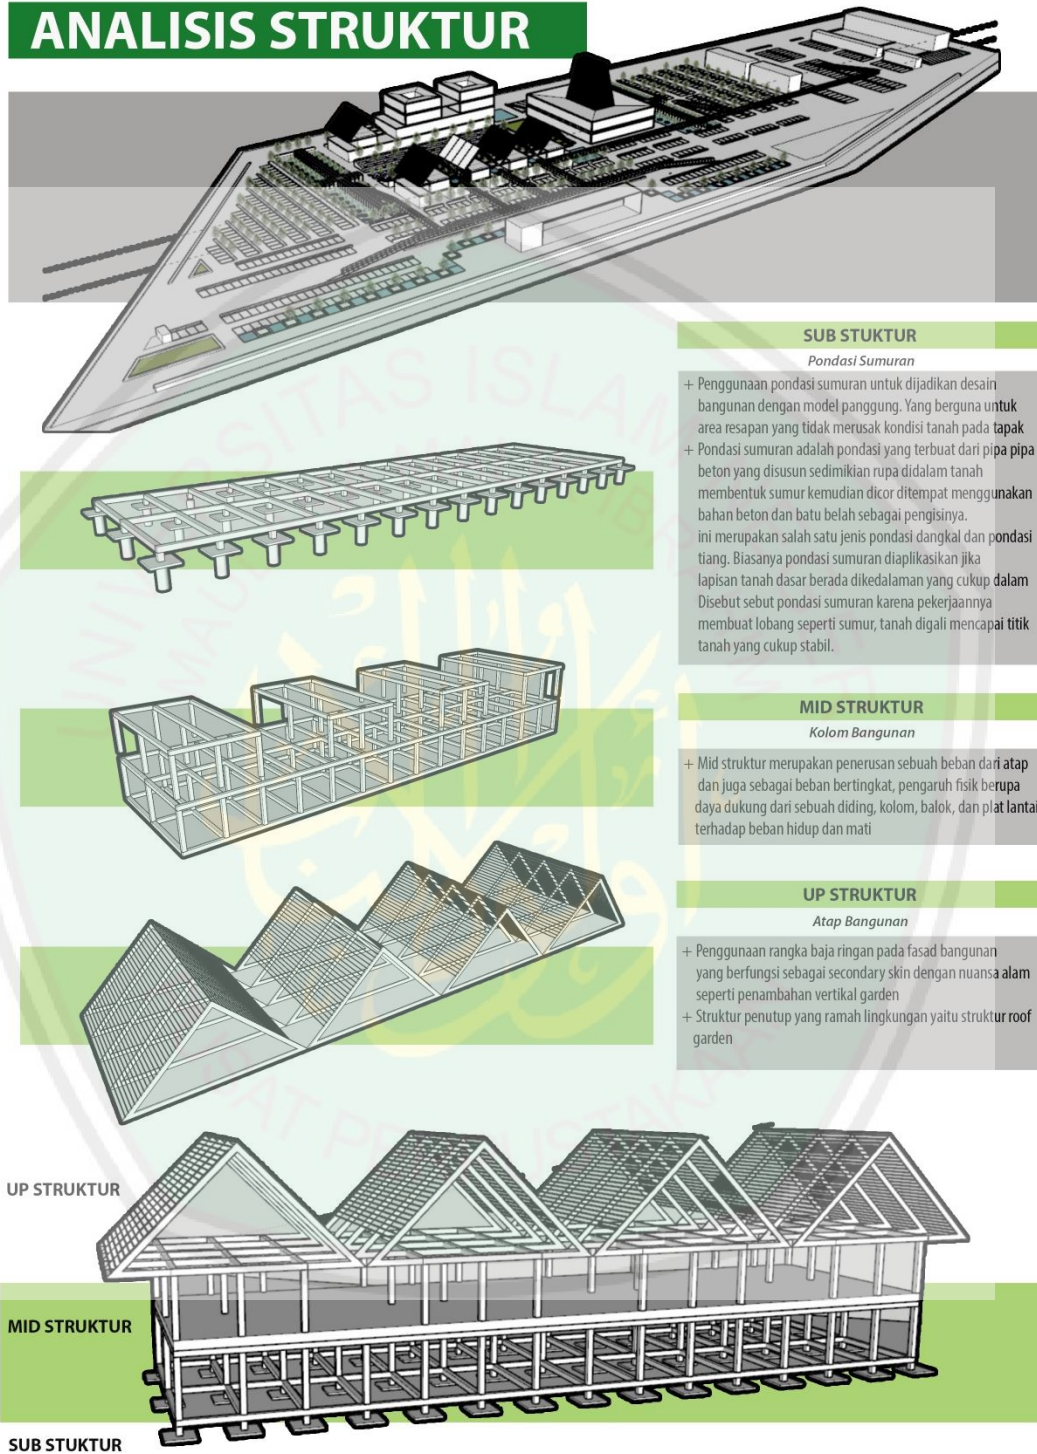 ANALISIS STRUKTUR
SUB STUKTUR
Pondasi Sumuran
+ Penggunaan pondasi sumuran untuk dijadikan desain
bangunan dengan model panggung. Yang berguna untuk
area resapan yang tidak merusak kondisi tanah pada tapak
+ Pondasi sumuran adalah pondasi yang terbuat dari pipa pipa
beton yang disusun sedimikian rupa didalam tanah
membentuk sumur kemudian dicor ditempat menggunakan
bahan beton dan batu belah sebagai pengisinya.
ini merupakan salah satu jenis pondasi dangkal dan pondasi
tiang. Biasanya pondasi sumuran diaplikasikan jika
lapisan tanah dasar berada dikedalaman yang cukup dalam
Disebut sebut pondasi sumuran karena pekerjaannya
membuat lobang seperti sumur, tanah digali mencapai titik
tanah yang cukup stabil.
MID STRUKTUR
Kolom Bangunan
+ Mid struktur merupakan penerusan sebuah beban dari atap
dan juga sebagai beban bertingkat, pengaruh fisik berupa
daya dukung dari sebuah diding, kolom, balok, dan plat lantai
terhadap beban hidup dan mati
UP STRUKTUR
Atap Bangunan
+ Penggunaan rangka baja ringan pada fasad bangunan
yang berfungsi sebagai secondary skin dengan nuansa alam
seperti penambahan vertikal garden
+ Struktur penutup yang ramah lingkungan yaitu struktur roof
garden
UP STRUKTUR
MID STRUKTUR
SUB STUKTUR